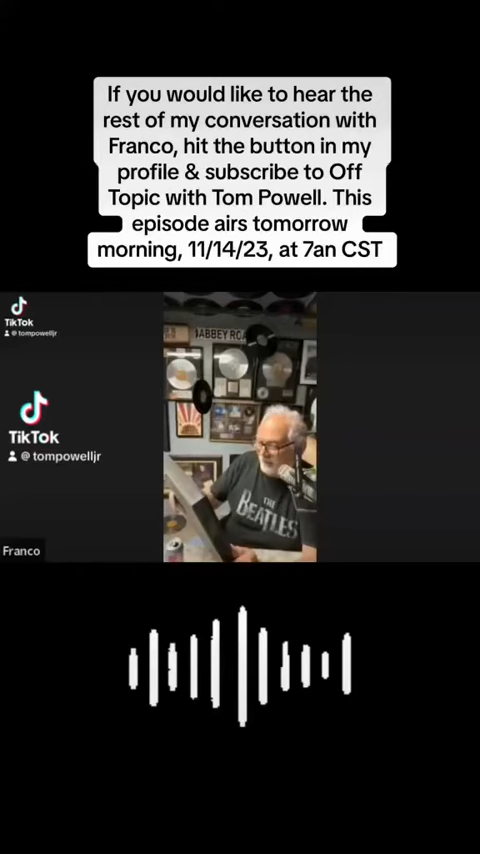 If you would like to hear the
rest of my conversation with
Franco, hit the button in my
profile & subscribe to Off
Topic with Tom Powell. This
episode airs tomorrow
morning, 11/14/23, at 7an CST
TikTok
@tompowelljr
ABBEY ROA
TikTok
@tompowelljr
THE
BEATLES
Franco